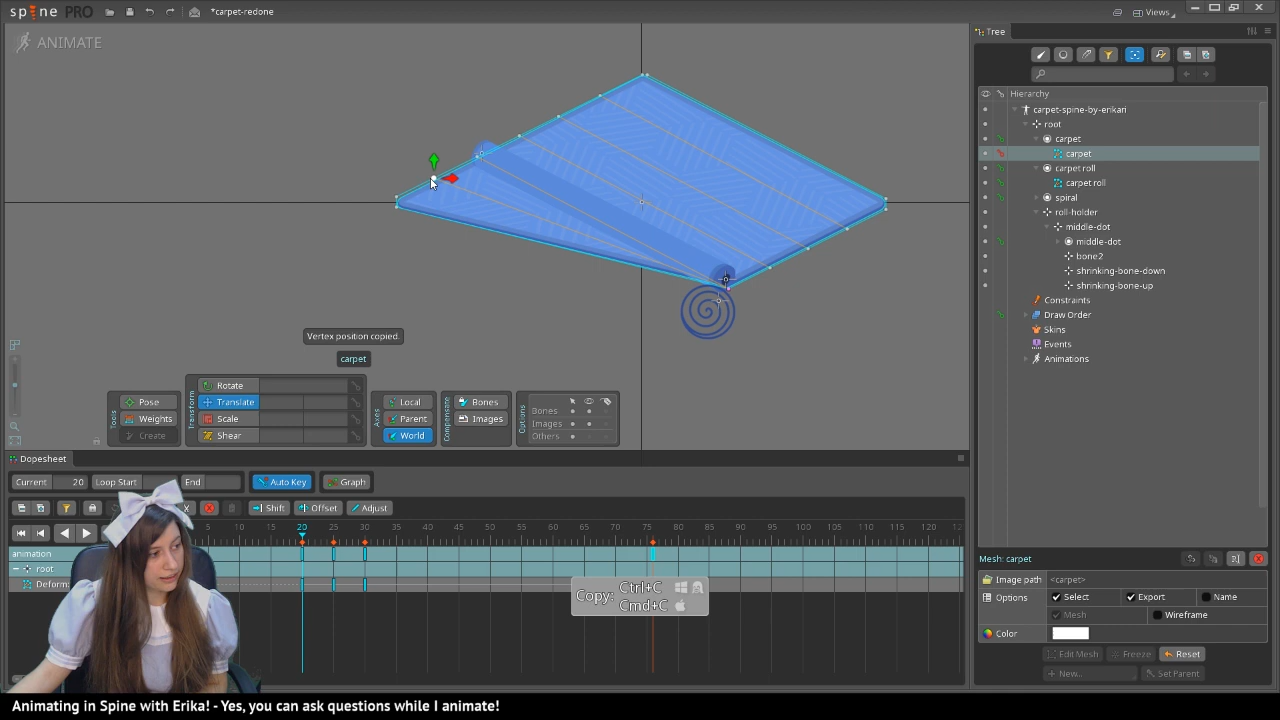 spine PRO
*carpet-redone
Views
ANIMATE
Tree
Hierarchy
carpet-spine-by-erikari
root
carpet
carpet
carpet roll
carpet roll
spiral
roll-holder
middle-dot
middle-dot
bone2
shrinking-bone-down
shrinking-bone-up
Constraints
Draw Order
Skins
Events
Animations
Vertex position copied.
carpet
Tools
Pose
Weights
Create
Transform
Rotate
Translate
Scale
Shear
Axes
Local
Parent
World
Compensate
Bones
Images
Options
Bones
Images
Others
Dopesheet
Current 20 Loop Start End Auto Key Graph
Shift Offset Adjust
5 10 15 20 25 30 35 40 45 50 55 60 65 70 75 80 85 90 95 100 105 110 115 120
animation
root
Deform:
Copy: Ctrl+C
Cmd+C
Mesh: carpet
Image path <carpet>
Options Select Export Name
Mesh Wireframe
Color
Edit Mesh Freeze Reset
+ New... Set Parent
Animating in Spine with Erika! - Yes, you can ask questions while I animate!